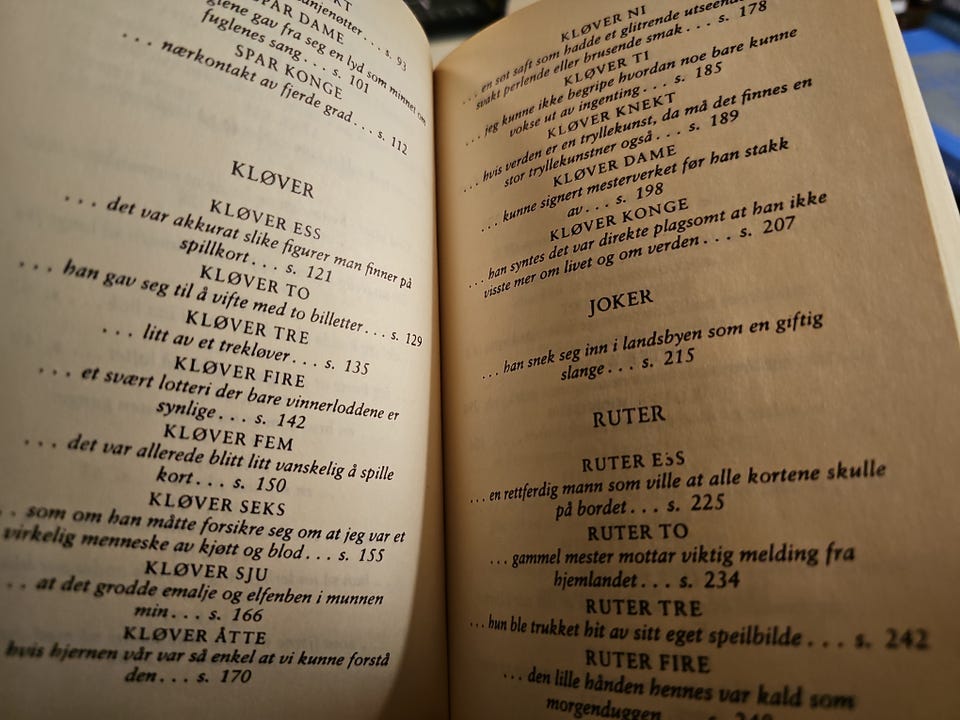 KT
anjenøtter... s. 93
SPAR DAME
glene gav fra seg en lyd som minnet om
fuglenes sang... s. 101
SPAR KONGE
... nærkontakt av fjerde grad... s. 112
KLØVER
KLØVER ESS
... det var akkurat slike figurer man finner på
spillkort... s. 121
KLØVER TO
... han gav seg til å vifte med to billetter... s. 129
KLØVER TRE
... litt av et trekløver... s. 135
KLØVER FIRE
... et svært lotteri der bare vinnerloddene er
synlige... s. 142
KLØVER FEM
... det var allerede blitt litt vanskelig å spille
kort... s. 150
KLØVER SEKS
. . som om han måtte forsikre seg om at jeg var et
virkelig menneske av kjøtt og blod... s. 155
KLØVER SJU
. . at det grodde emalje og elfenben i munnen
min... s. 166
KLØVER ÅTTE
hvis hjernen vår var så enkel at vi kunne forstå
den... s. 170
KLØVER NI
... en søt saft som hadde et glitrende utseende
svakt perlende eller brusende smak... s. 178
KLØVER TI
... jeg kunne ikke begripe hvordan noe bare kunne
vokse ut av ingenting... s. 185
KLØVER KNEKT
... hvis verden er en tryllekunst, da må det finnes en
stor tryllekunstner også... s. 189
KLØVER DAME
... kunne signert mesterverket før han stakk
av... s. 198
KLØVER KONGE
... han syntes det var direkte plagsomt at han ikke
visste mer om livet og om verden... s. 207
JOKER
... han snek seg inn i landsbyen som en giftig
slange... s. 215
RUTER
RUTER ESS
... en rettferdig mann som ville at alle kortene skulle
på bordet... s. 225
RUTER TO
... gammel mester mottar viktig melding fra
hjemlandet... s. 234
RUTER TRE
... hun ble trukket hit av sitt eget speilbilde... s. 242
RUTER FIRE
... den lille hånden hennes var kald som
morgenduggen